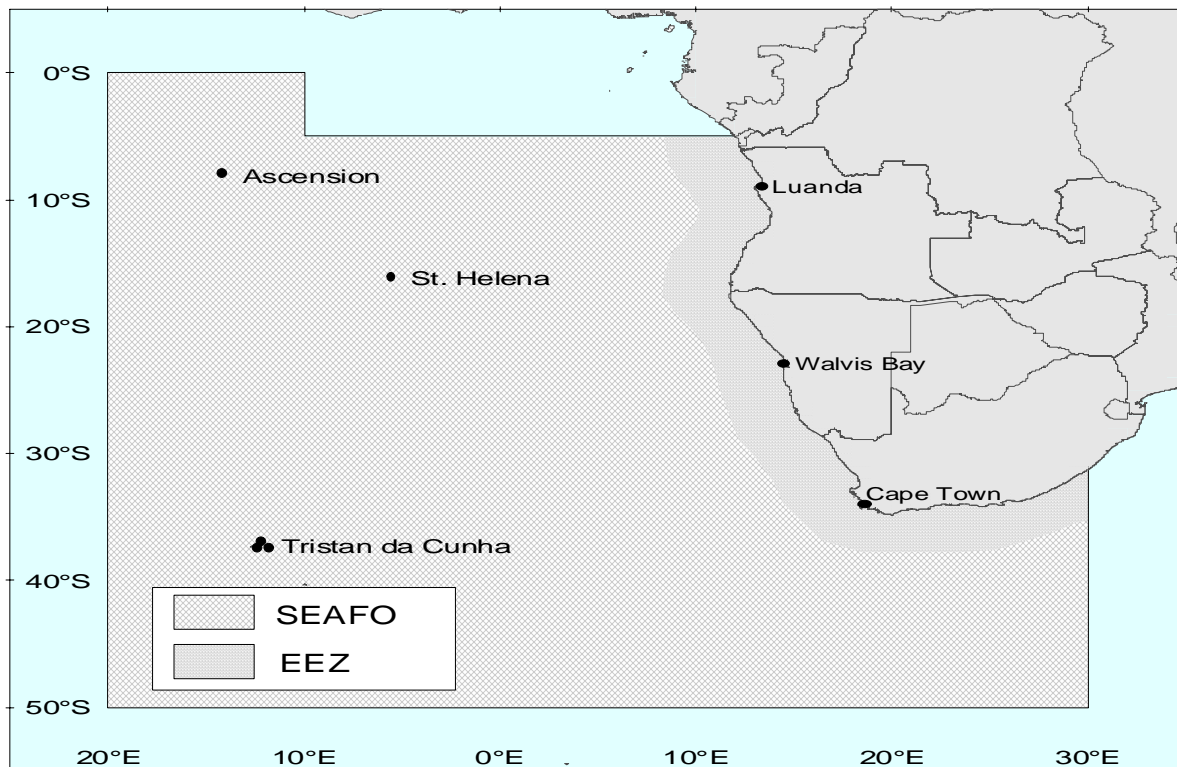 0°S
Ascension
Luanda
10°S
St. Helena
20°S
Walvis Bay
30°S
Cape Town
Tristan da Cunha
40°S
SEAFO
EEZ
50°S
20°E 10°E 0°E 10°E 20°E 30°E